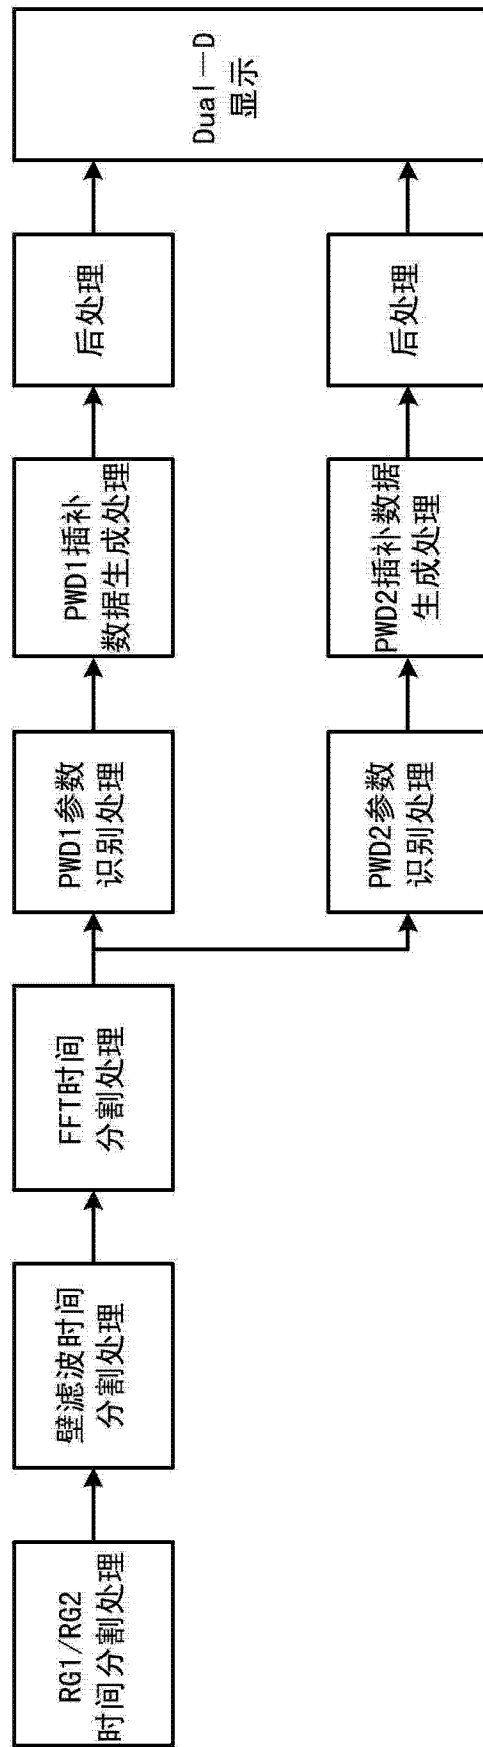 RG1/RG2
时间分割处理
壁滤波时间
分割处理
FFT时间
分割处理
PWD1参数
识别处理
PWD1插补
数据生成处理
后处理
PWD2参数
识别处理
PWD2插补数据
生成处理
后处理
Dual—D
显示